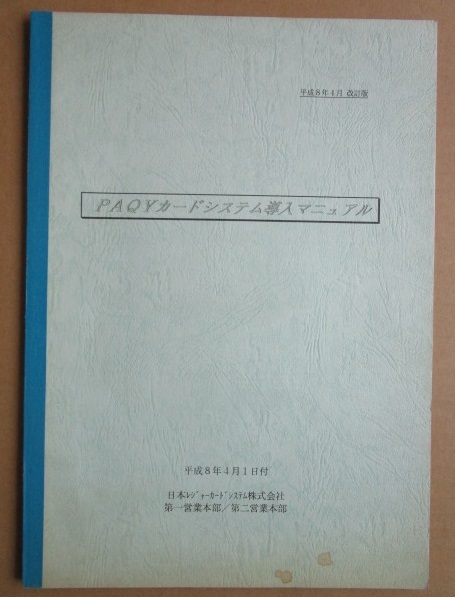 平成8年4月 改訂版
PAQYカードシステム導入マニュアル
平成8年4月1日付
日本ﾚｼﾞｬｰｶｰﾄﾞｼｽﾃﾑ株式会社
第一営業本部／第二営業本部